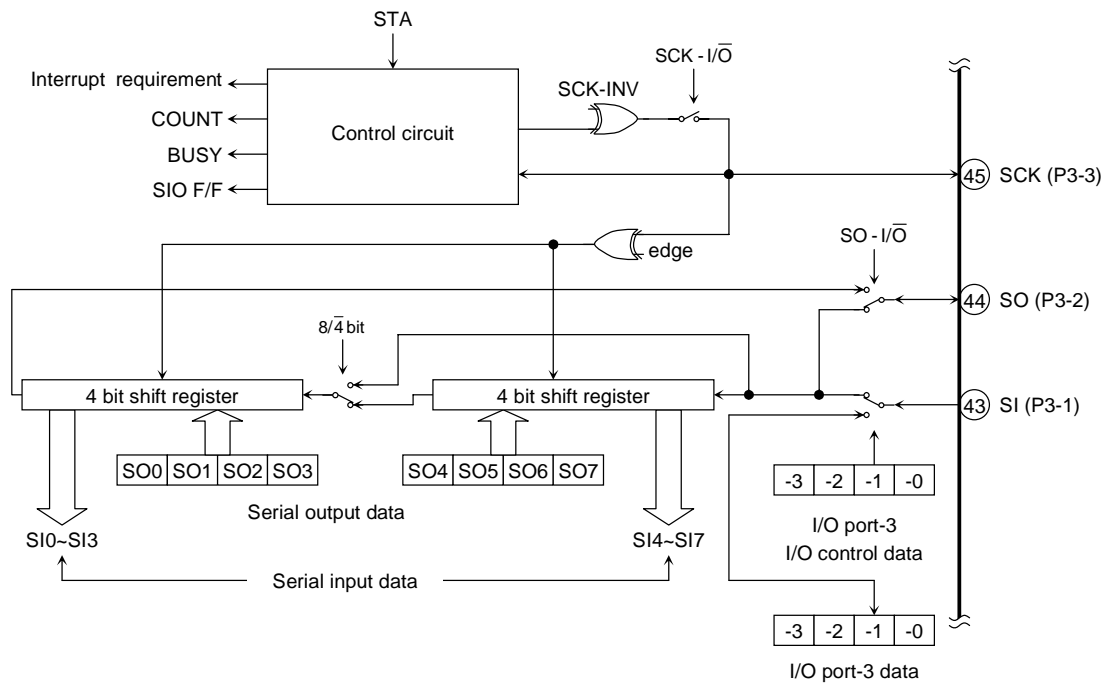 STA
SCK - I/O̅
Interrupt requirement
SCK-INV
COUNT
Control circuit
BUSY
SIO F/F
45 SCK (P3-3)
edge
SO - I/O̅
44 SO (P3-2)
8/4̅ bit
4 bit shift register
4 bit shift register
43 SI (P3-1)
SO0 SO1 SO2 SO3
SO4 SO5 SO6 SO7
-3 -2 -1 -0
Serial output data
I/O port-3
I/O control data
SI0~SI3
SI4~SI7
Serial input data
-3 -2 -1 -0
I/O port-3 data